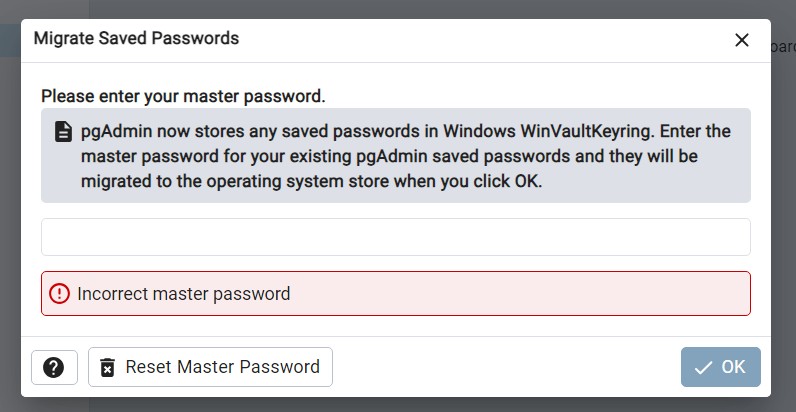 Migrate Saved Passwords
Please enter your master password.
pgAdmin now stores any saved passwords in Windows WinVaultKeyring. Enter the
master password for your existing pgAdmin saved passwords and they will be
migrated to the operating system store when you click OK.
Incorrect master password
Reset Master Password
OK